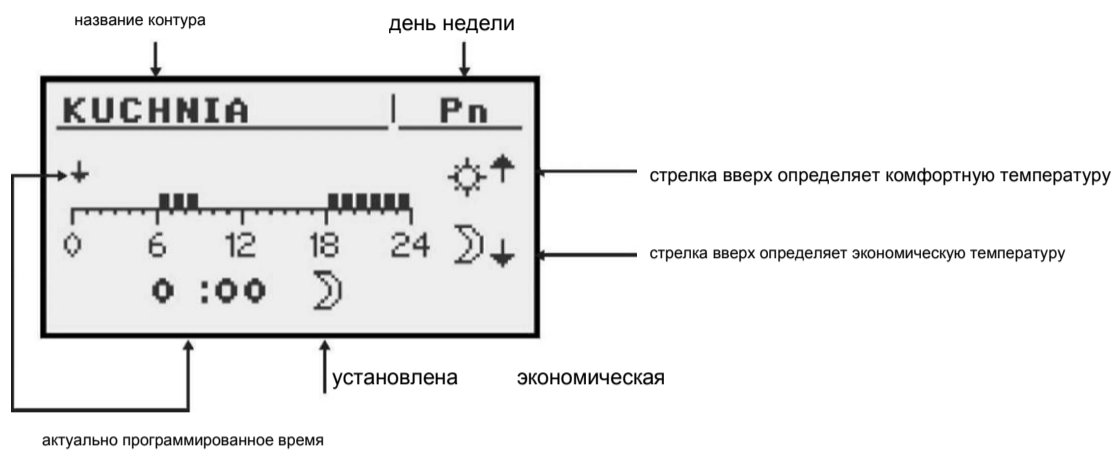 название контура
день недели
KUCHNIA Pn
стрелка вверх определяет комфортную температуру
0 6 12 18 24
стрелка вверх определяет экономическую температуру
0 :00
установлена экономическая
актуально программированное время